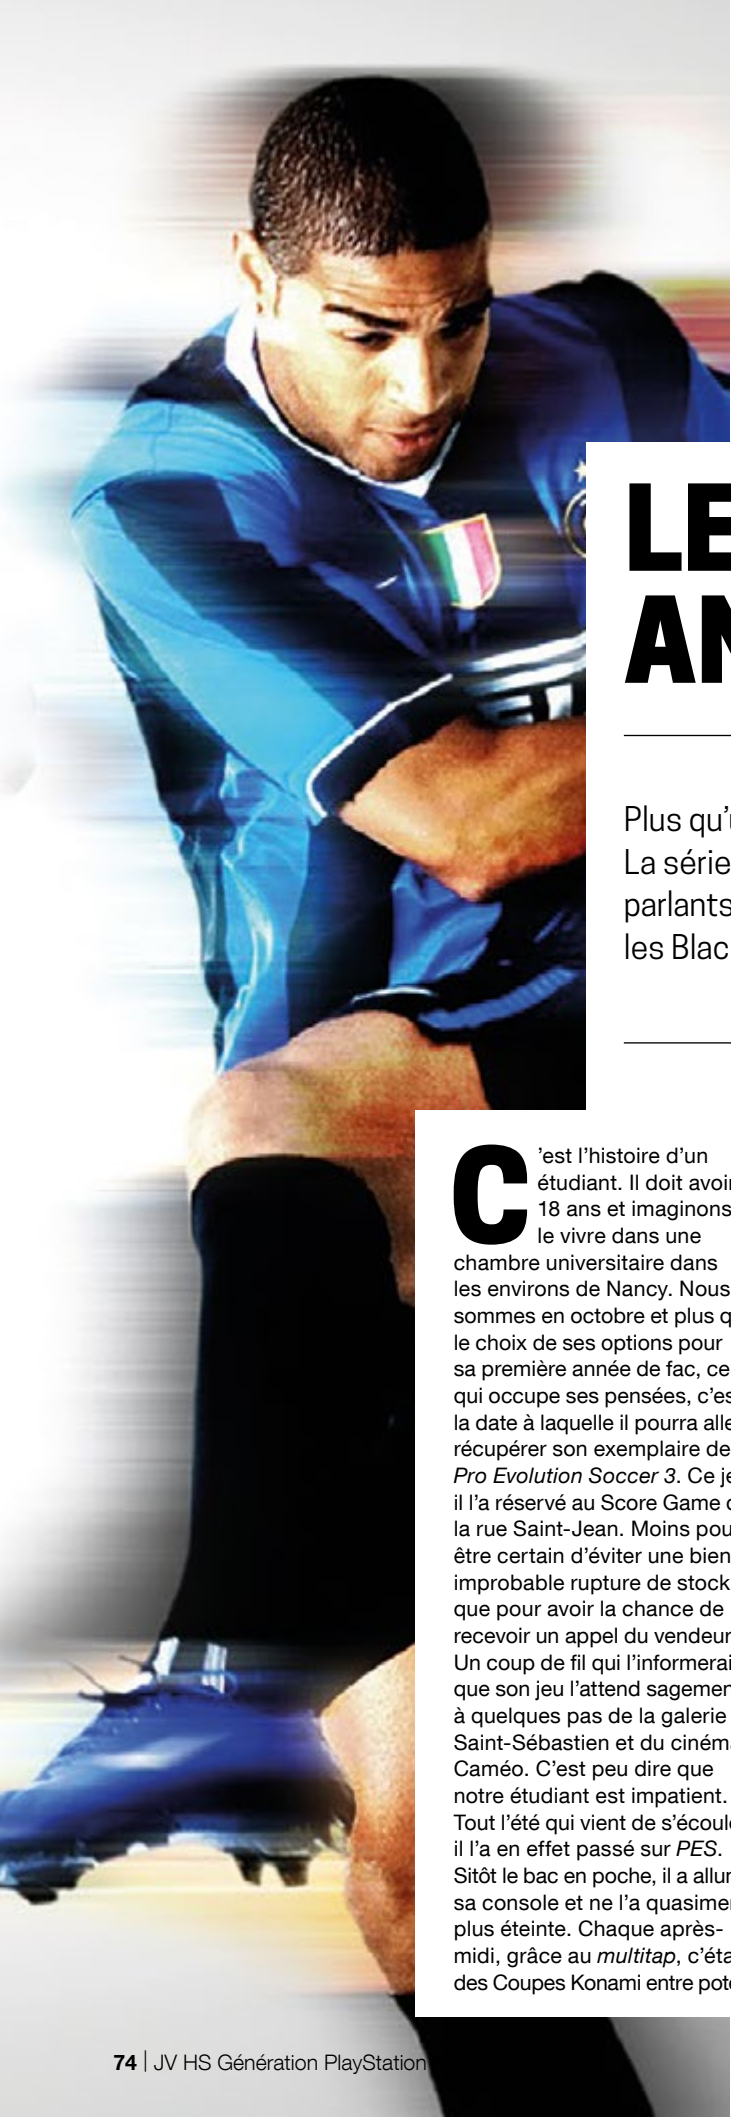 LE
AN
Plus qu'u
La série
parlants
les Blac
C'est l'histoire d'un
étudiant. Il doit avoir
18 ans et imaginons
le vivre dans une
chambre universitaire dans
les environs de Nancy. Nous
sommes en octobre et plus q
le choix de ses options pour
sa première année de fac, ce
qui occupe ses pensées, c'es
la date à laquelle il pourra alle
récupérer son exemplaire de
Pro Evolution Soccer 3. Ce je
il l'a réservé au Score Game d
la rue Saint-Jean. Moins pou
être certain d'éviter une bien
improbable rupture de stock
que pour avoir la chance de
recevoir un appel du vendeur
Un coup de fil qui l'informerai
que son jeu l'attend sagemen
à quelques pas de la galerie
Saint-Sébastien et du ciném
Caméo. C'est peu dire que
notre étudiant est impatient.
Tout l'été qui vient de s'écoule
il l'a en effet passé sur PES.
Sitôt le bac en poche, il a allum
sa console et ne l'a quasimen
plus éteinte. Chaque après-
midi, grâce au multitap, c'éta
des Coupes Konami entre pote
74 | JV HS Génération PlayStation